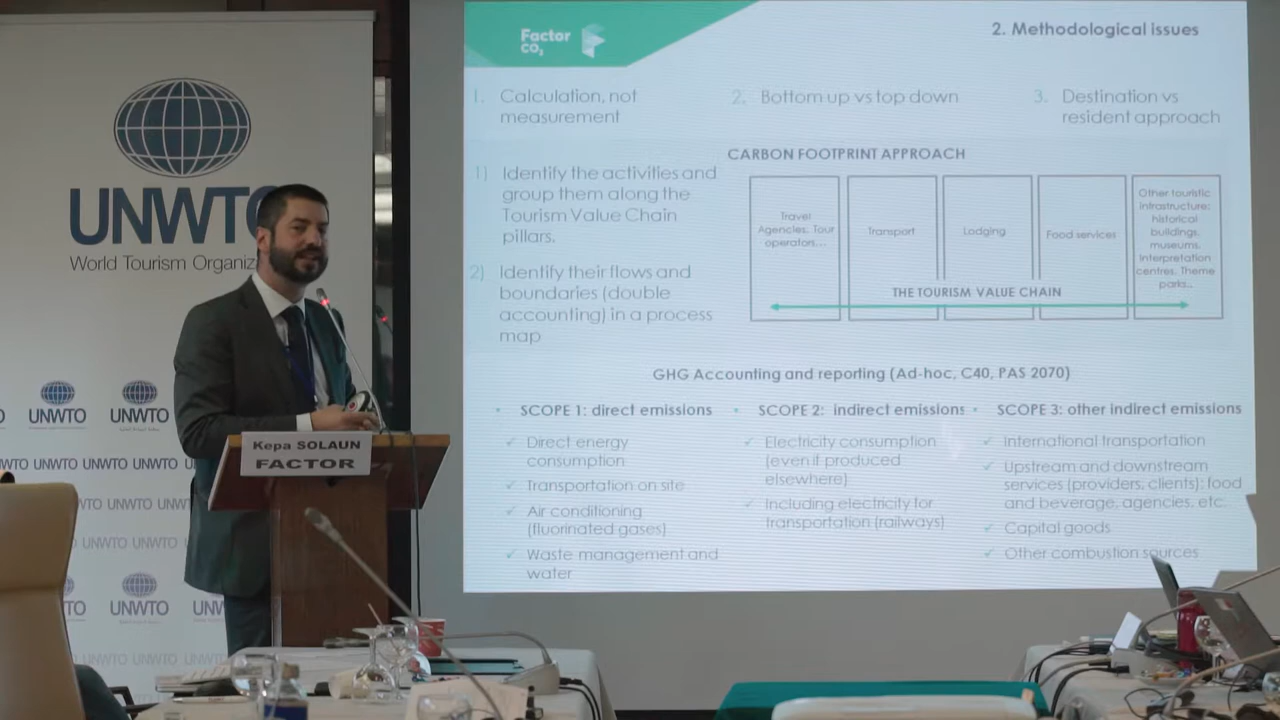 UNWTO
World Tourism Organiz
UNWTO UNWTO
UNWTO UNWTO UNWTO UNWTO
UNWTO UNWTO UNWTO
UNWTO UNWTO UNWTO
UNWTO
UNWTO UNWTO UNWTO
Kepa SOLAUN
FACTOR
Factor
CO2
2. Methodological issues
1. Calculation, not
measurement
2. Bottom up vs top down
3. Destination vs
resident approach
1) Identify the activities and
group them along the
Tourism Value Chain
pillars.
2) Identify their flows and
boundaries (double
accounting) in a process
map
CARBON FOOTPRINT APPROACH
Travel
Agencies. Tour
operators...
Transport
Lodging
Food services
Other touristic
infrastructure:
historical
buildings,
museums,
interpretation
centres. Theme
parks...
THE TOURISM VALUE CHAIN
GHG Accounting and reporting (Ad-hoc, C40, PAS 2070)
• SCOPE 1: direct emissions
✓ Direct energy
consumption
✓ Transportation on site
✓ Air conditioning
(fluorinated gases)
✓ Waste management and
water
• SCOPE 2: indirect emissions
✓ Electricity consumption
(even if produced
elsewhere)
✓ Including electricity for
transportation (railways)
• SCOPE 3: other indirect emissions
✓ International transportation
✓ Upstream and downstream
services (providers, clients): food
and beverage, agencies, etc.
✓ Capital goods
✓ Other combustion sources